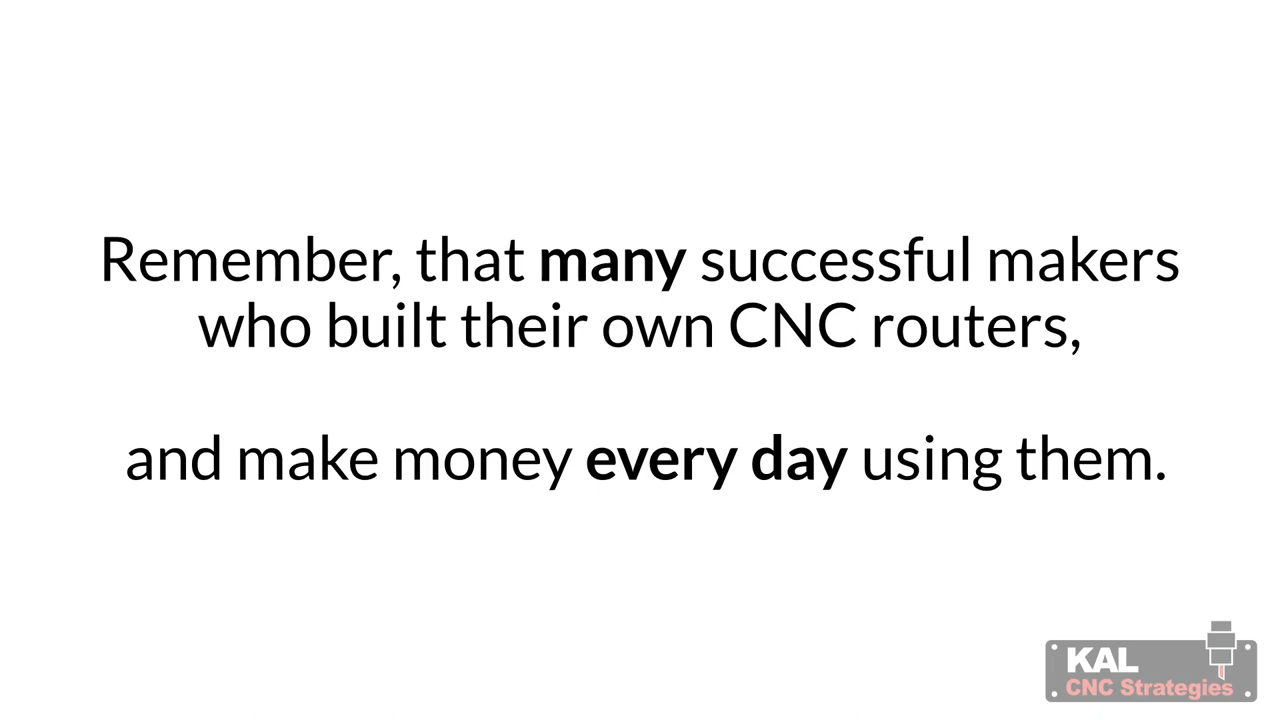 Remember, that many successful makers
who built their own CNC routers,
and make money every day using them.
KAL
CNC Strategies